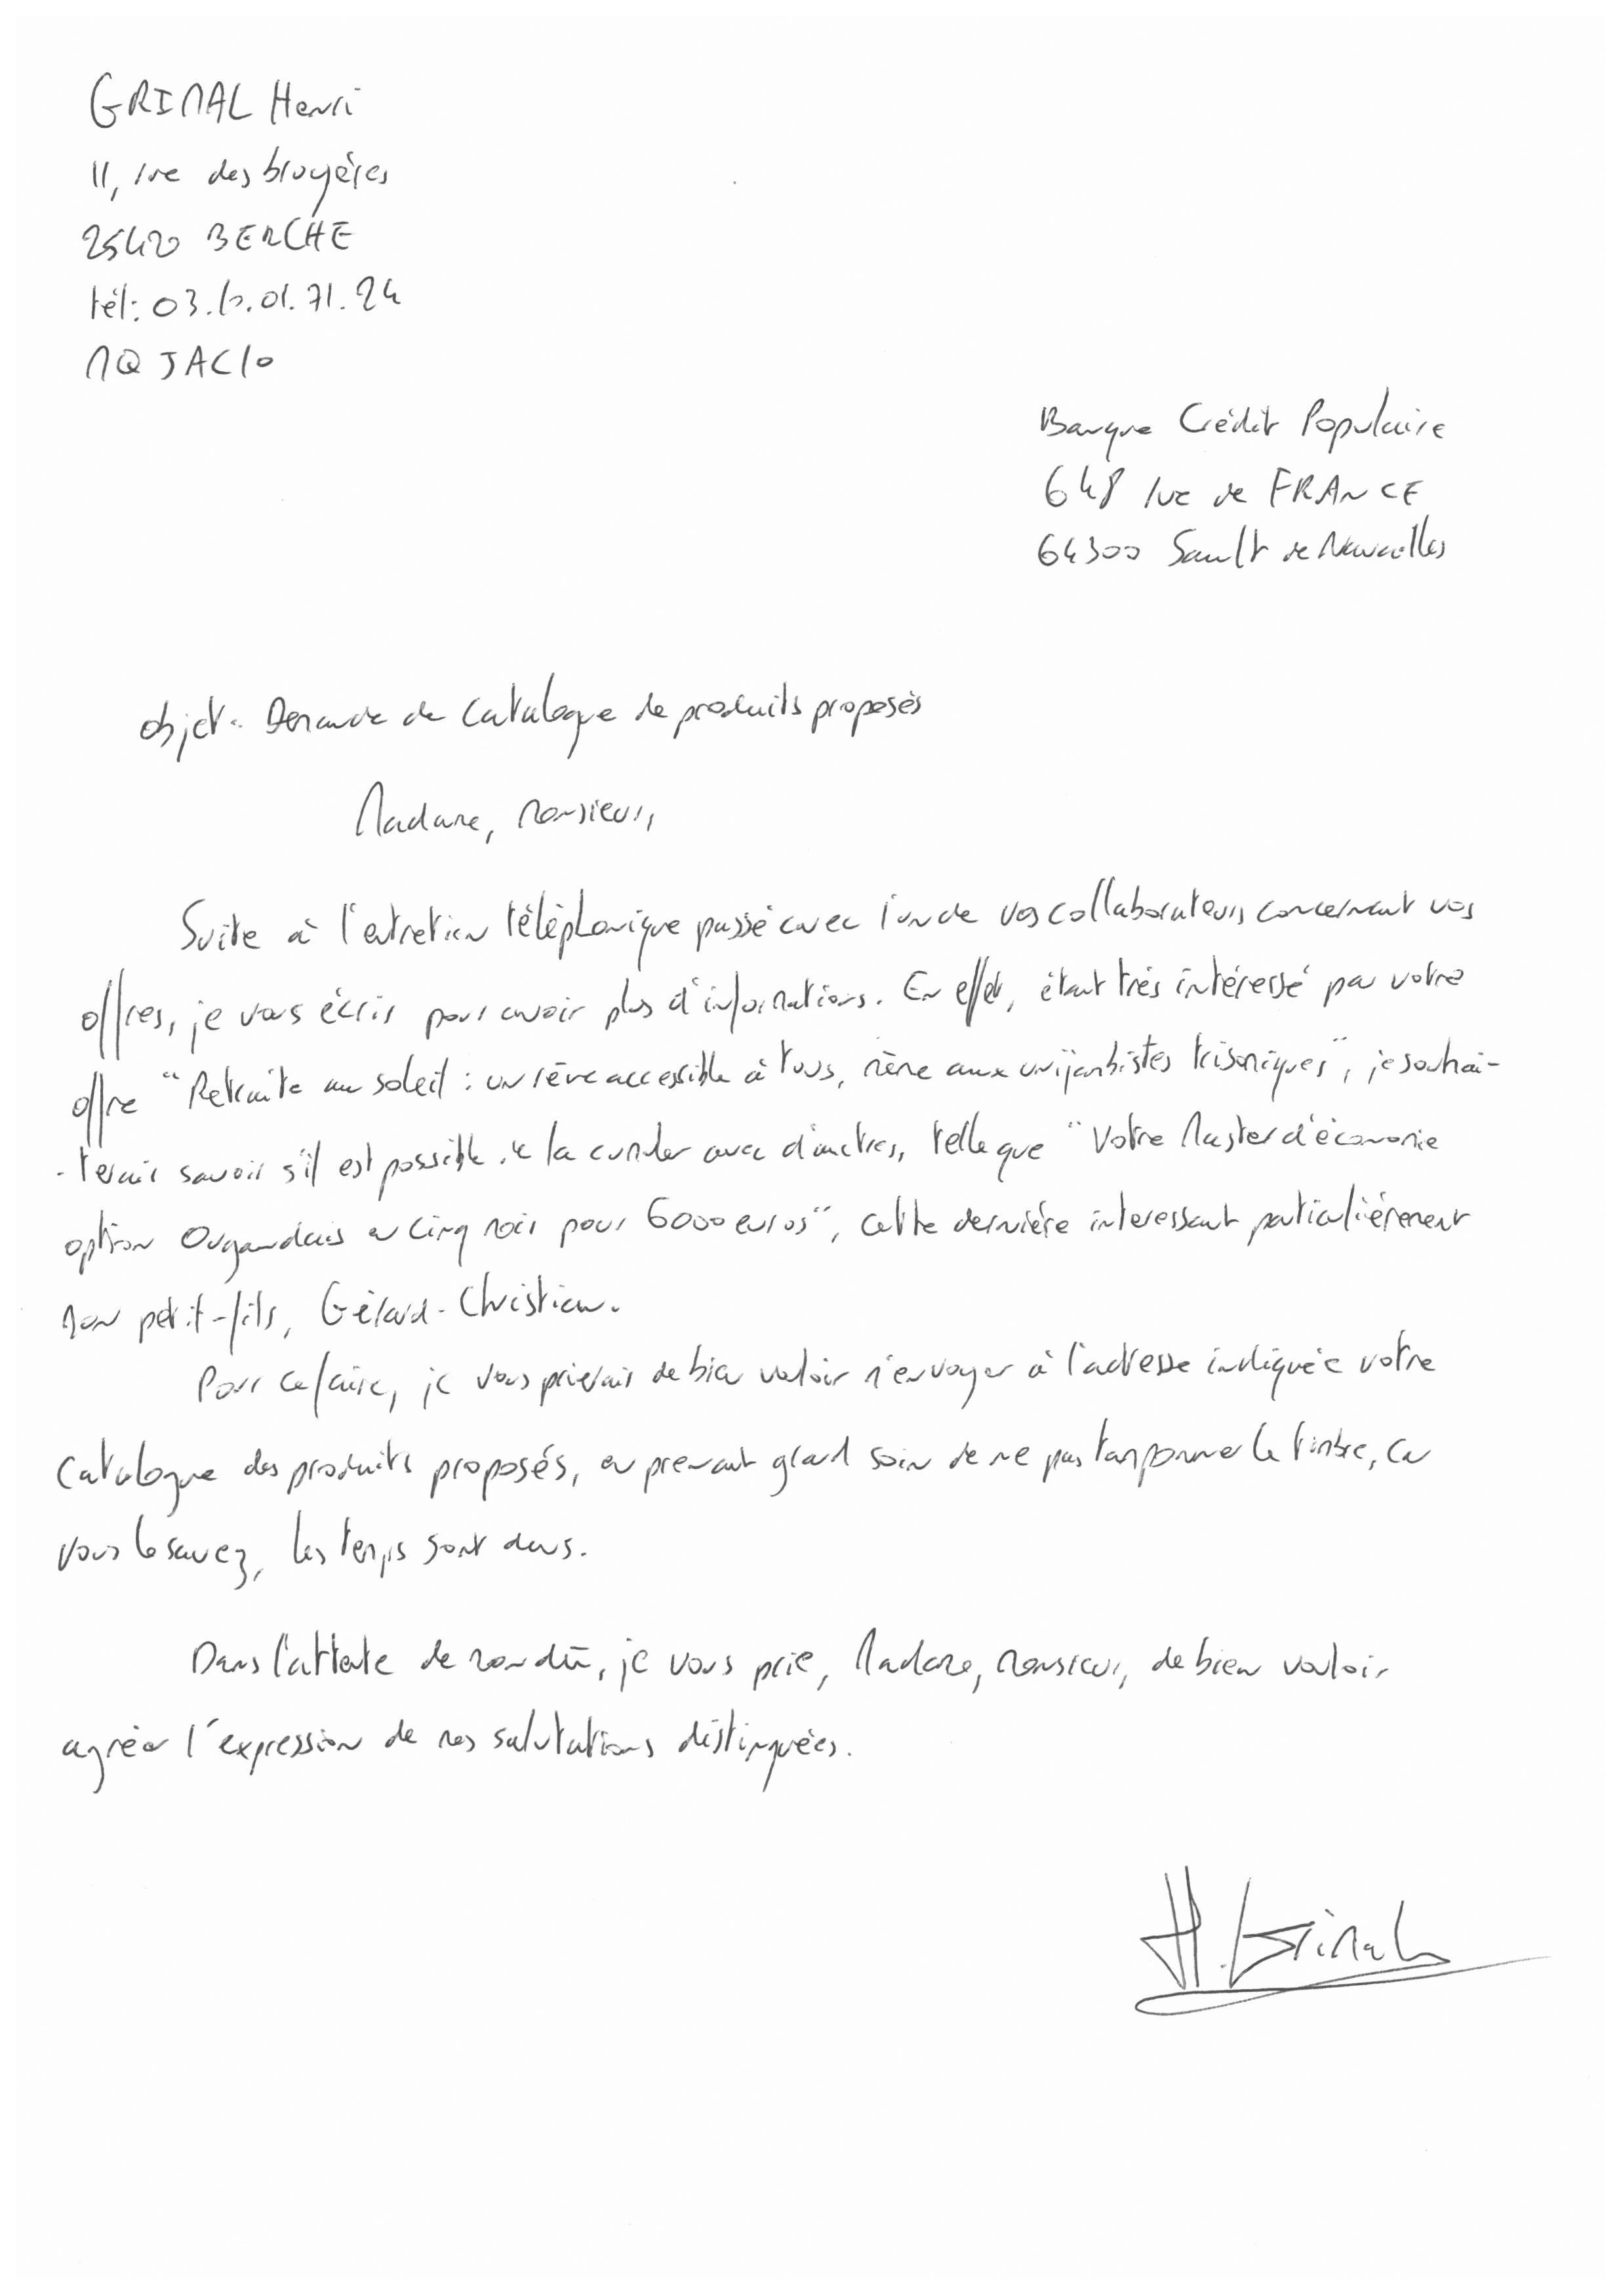 GRIMAL Henri
11, rue des bruyères
25420 BERCHE
tél: 03. .01.71.24
MQJAC10
Banque Crédit Populaire
648 rue de FRANCE
64300 Sault de Navailles
objet: Demande de catalogue de produits proposés
Madame, Monsieur,
Suite à l'entretien téléphonique passé avec l'un de vos collaborateurs concernant vos
offres, je vous écris pour avoir plus d'informations. En effet, étant très intéressé par votre
offre "Retraite au soleil : un rêve accessible à tous, même aux unijambistes trisomiques", je souhai-
-terais savoir s'il est possible de la cumuler avec d'autres, telle que "Votre Master d'économie
option Ougandais en cinq mois pour 6000 euros", cette dernière interessant particulièrement
mon petit-fils, Gérard-Christian.
Pour ce faire, je vous prierais de bien vouloir m'envoyer à l'adresse indiquée votre
catalogue des produits proposés, en prenant grand soin de ne pas tamponner le timbre, car
vous le savez, les temps sont durs.
Dans l'attente de mon dû, je vous prie, Madame, Monsieur, de bien vouloir
agréer l'expression de mes salutations distinguées.
H. Grimal